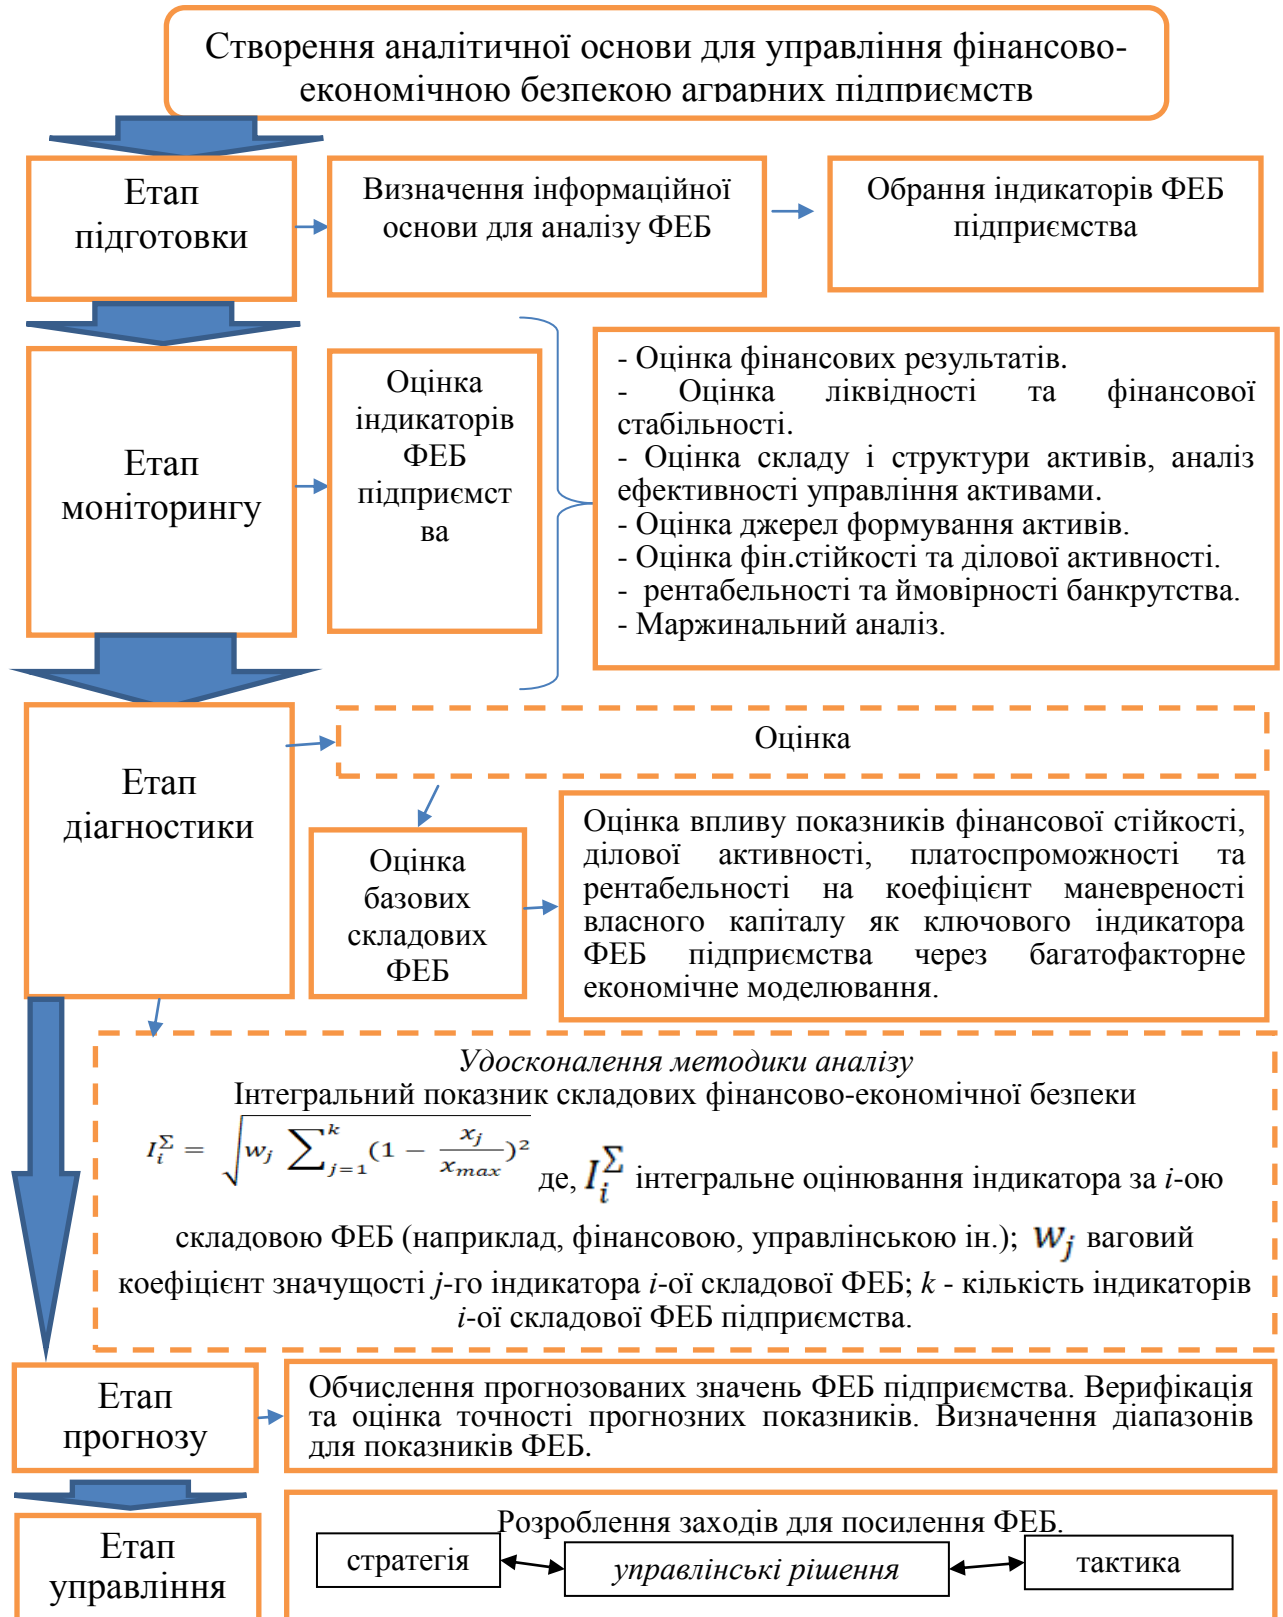 Створення аналітичної основи для управління фінансово-
економічною безпекою аграрних підприємств
Етап
підготовки
Визначення інформаційної
основи для аналізу ФЕБ
Обрання індикаторів ФЕБ
підприємства
Етап
моніторингу
Оцінка
індикаторів
ФЕБ
підприємст
ва
- Оцінка фінансових результатів.
- Оцінка ліквідності та фінансової
стабільності.
- Оцінка складу і структури активів, аналіз
ефективності управління активами.
- Оцінка джерел формування активів.
- Оцінка фін.стійкості та ділової активності.
- рентабельності та ймовірності банкрутства.
- Маржинальний аналіз.
Етап
діагностики
Оцінка
Оцінка
базових
складових
ФЕБ
Оцінка впливу показників фінансової стійкості,
ділової активності, платоспроможності та
рентабельності на коефіцієнт маневреності
власного капіталу як ключового індикатора
ФЕБ підприємства через багатофакторне
економічне моделювання.
Удосконалення методики аналізу
Інтегральний показник складових фінансово-економічної безпеки
I_i^Σ = √(w_j ∑_{j=1}^k (1 − x_j/x_max)^2) де, I_i^Σ інтегральне оцінювання індикатора за i-ою
складовою ФЕБ (наприклад, фінансовою, управлінською ін.); w_j ваговий
коефіцієнт значущості j-го індикатора i-ої складової ФЕБ; k - кількість індикаторів
i-ої складової ФЕБ підприємства.
Етап
прогнозу
Обчислення прогнозованих значень ФЕБ підприємства. Верифікація
та оцінка точності прогнозних показників. Визначення діапазонів
для показників ФЕБ.
Етап
управління
Розроблення заходів для посилення ФЕБ.
стратегія
управлінські рішення
тактика